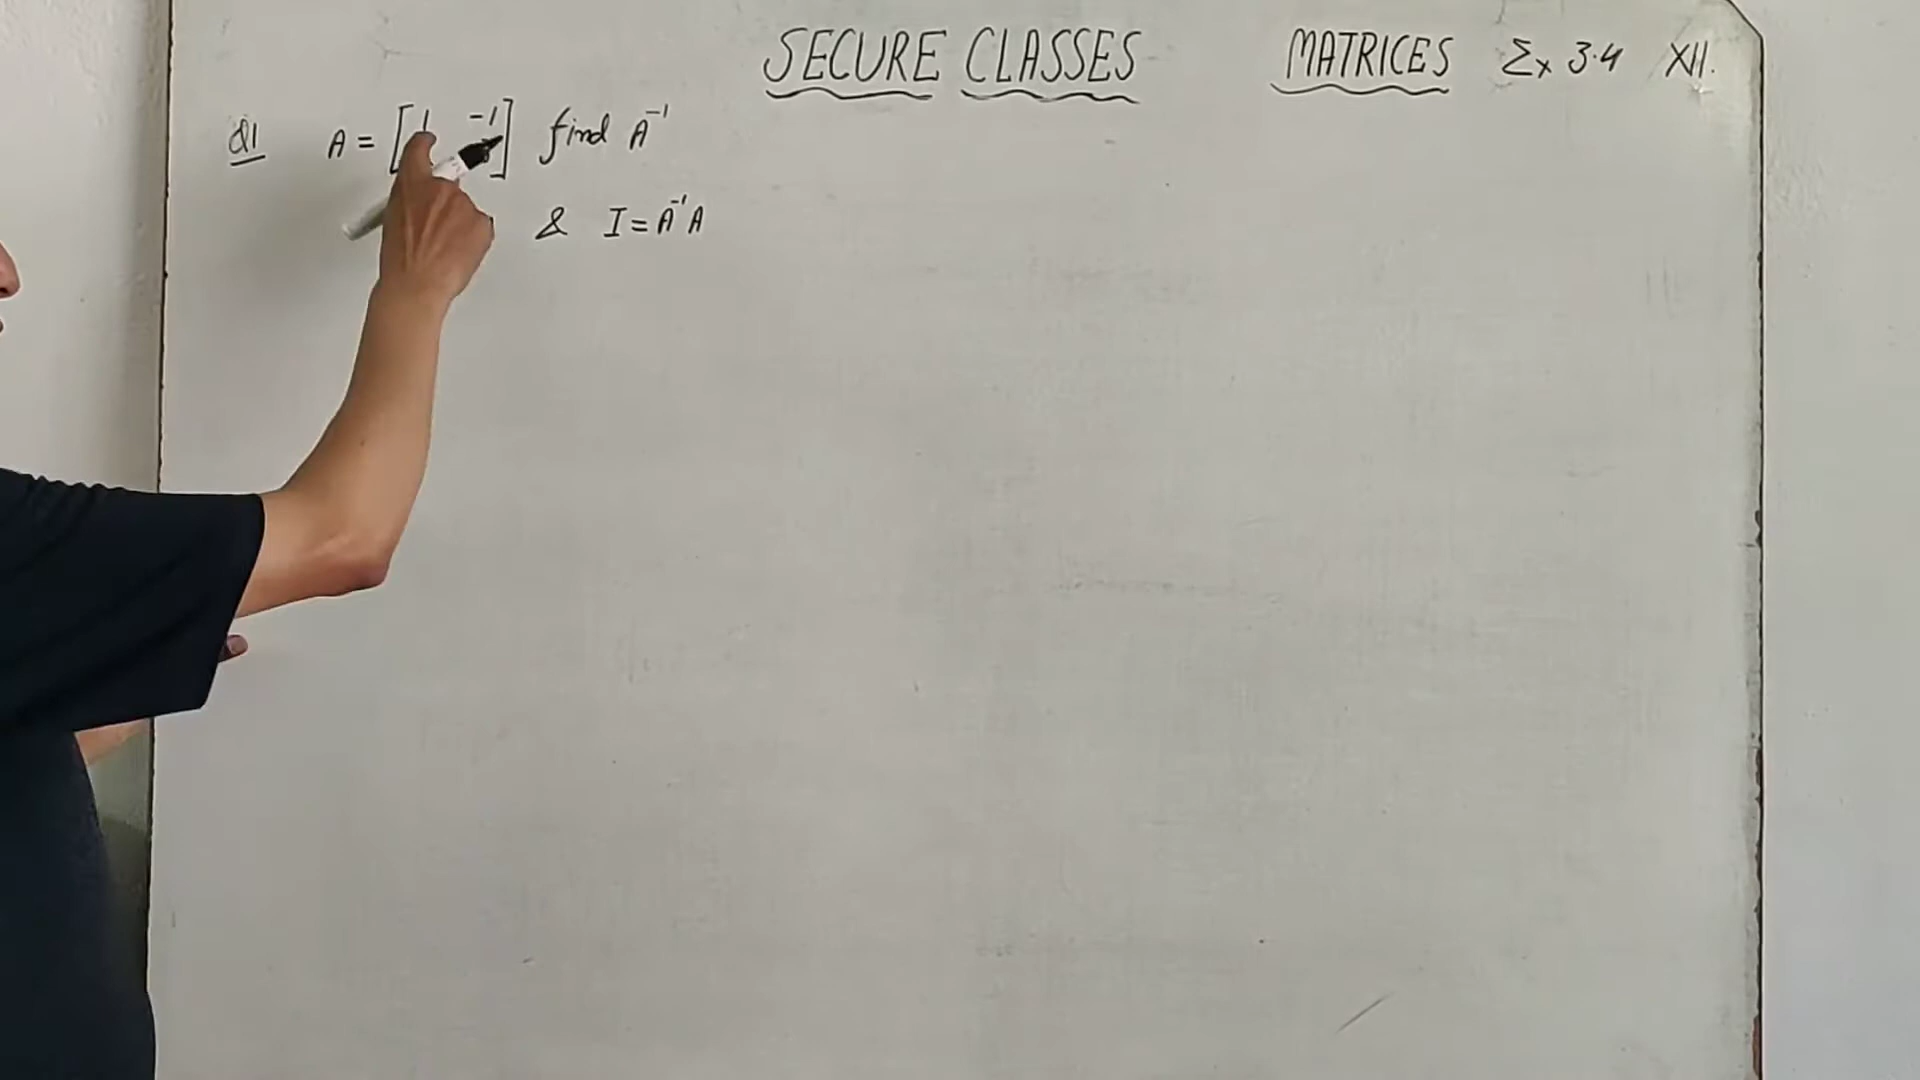 SECURE CLASSES MATRICES Ex 3.4 XII.
Q1 A = [1 -1] find A⁻¹
& I = A⁻¹A